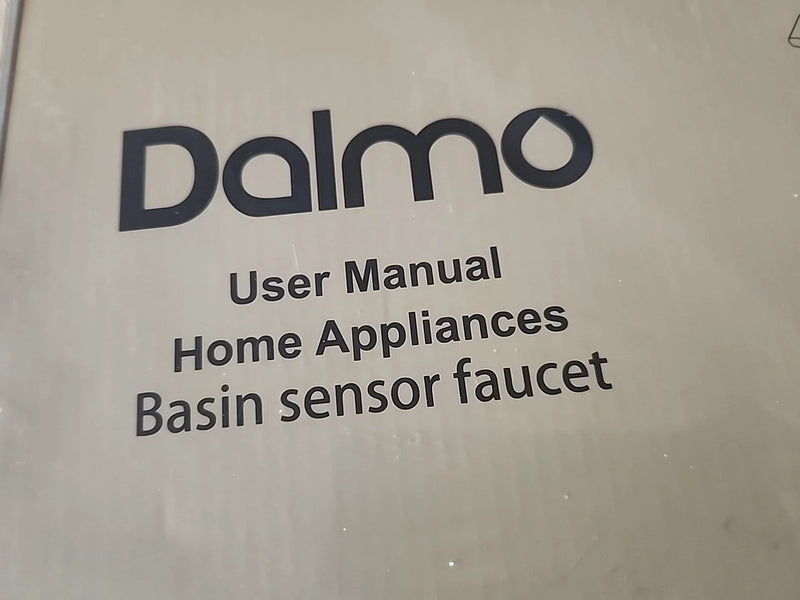 Dalmo
User Manual
Home Appliances
Basin sensor faucet